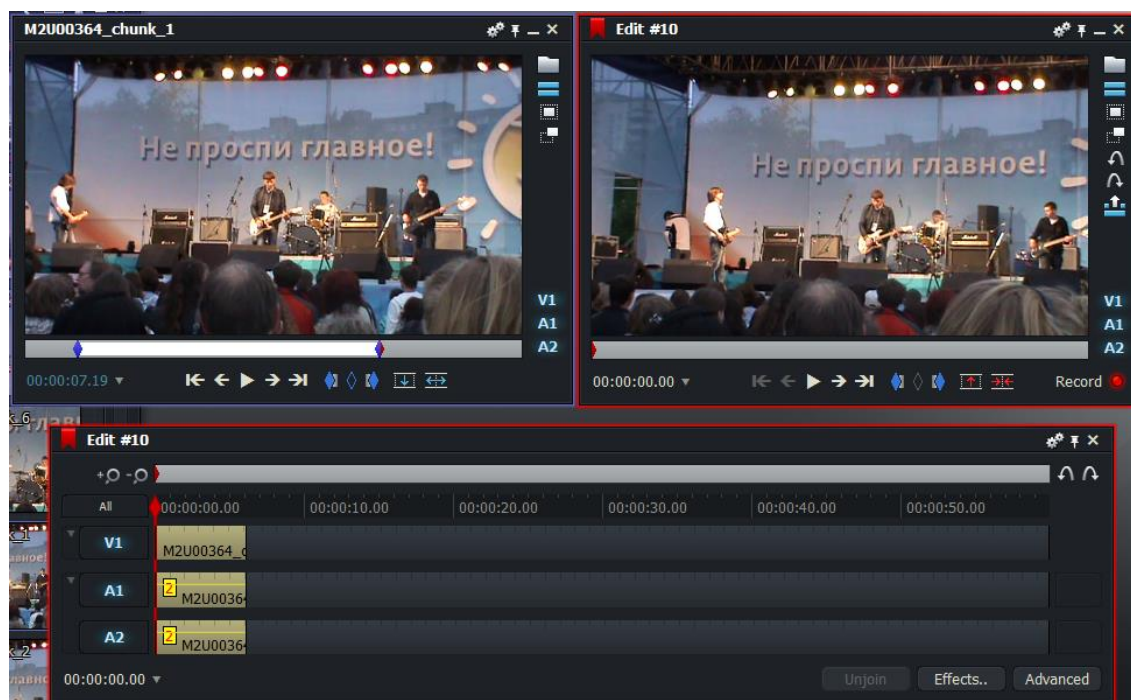 M2U00364_chunk_1
Не проспи главное!
V1
A1
A2
00:00:07.19
Edit #10
Не проспи главное!
V1
A1
A2
00:00:00.00
Record
Edit #10
All
00:00:00.00 00:00:10.00 00:00:20.00 00:00:30.00 00:00:40.00 00:00:50.00
V1
M2U00364_c
A1
2 M2U00364
A2
2 M2U00364
00:00:00.00
Unjoin Effects.. Advanced